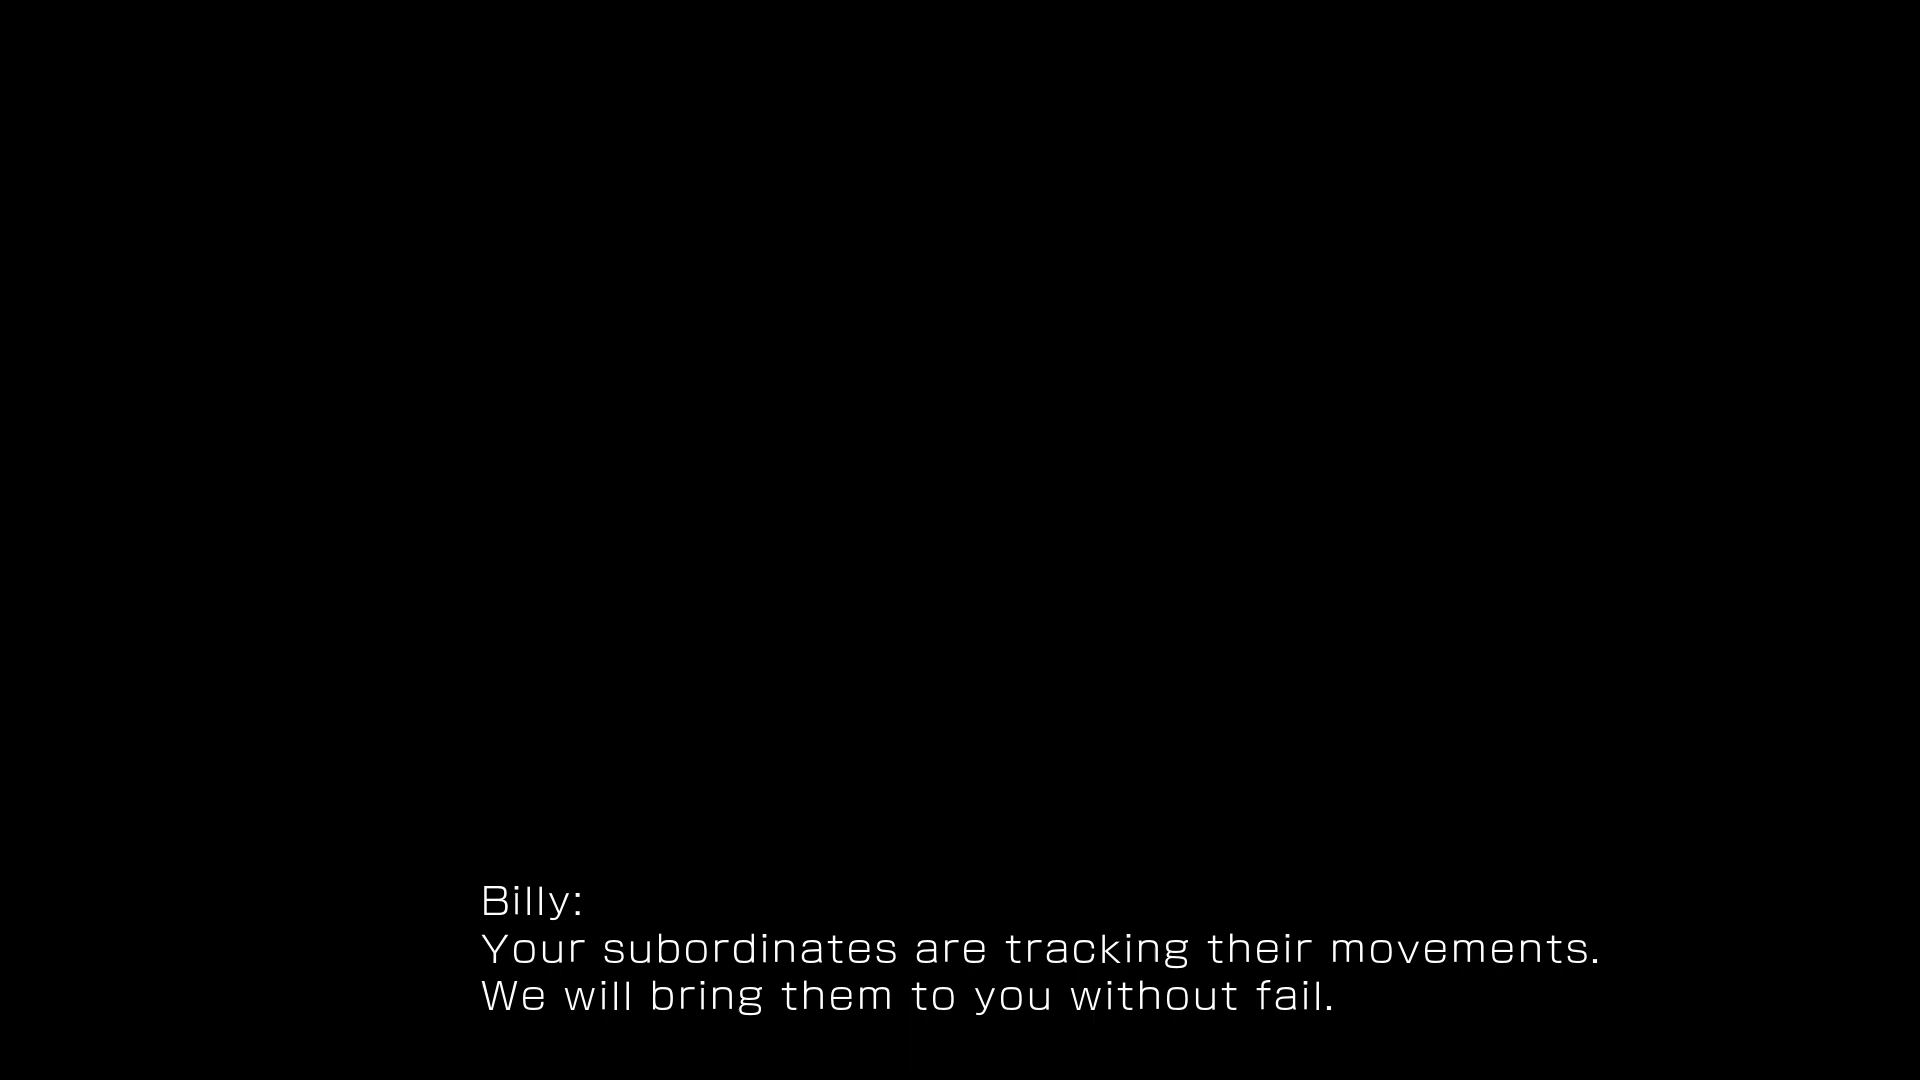 Billy:
Your subordinates are tracking their movements.
We will bring them to you without fail.